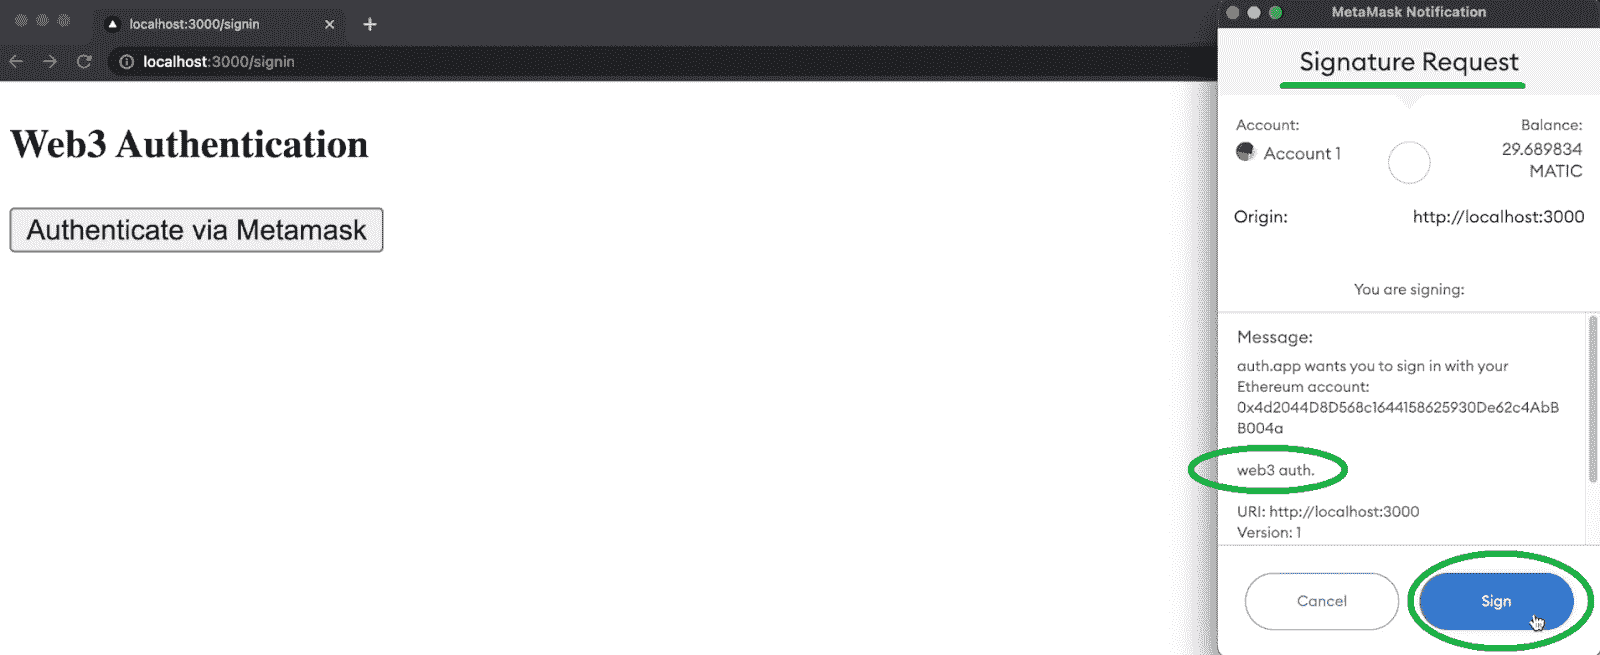 localhost:3000/signin
localhost:3000/signin
Web3 Authentication
Authenticate via Metamask
MetaMask Notification
Signature Request
Account:
Balance:
Account 1
29.689834
MATIC
Origin:
http://localhost:3000
You are signing:
Message:
auth.app wants you to sign in with your
Ethereum account:
0x4d2044D8D568c1644158625930De62c4AbB
B004a
web3 auth.
URI: http://localhost:3000
Version: 1
Cancel
Sign